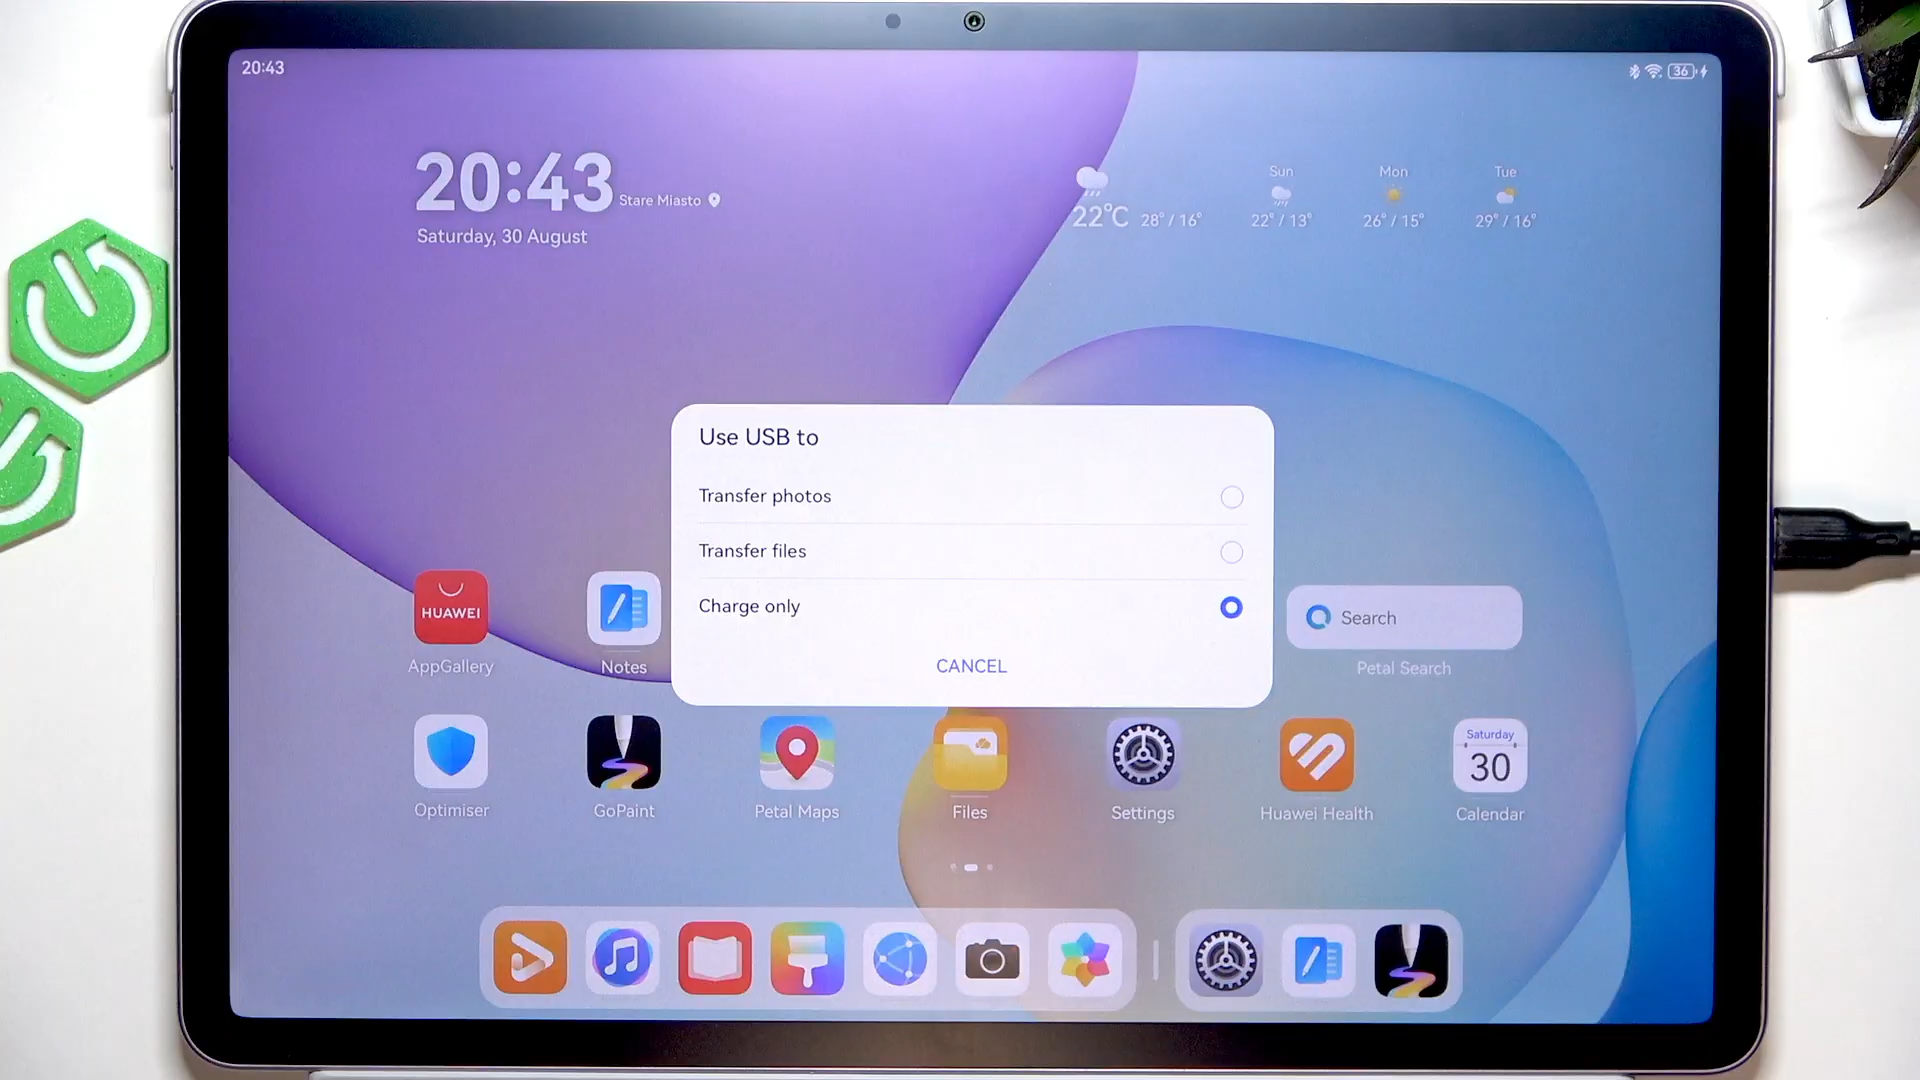 20:43
36
20:43
Stare Miasto
Saturday, 30 August
22°C
28° / 16°
Sun
22° / 13°
Mon
26° / 15°
Tue
29° / 16°
Use USB to
Transfer photos
Transfer files
Charge only
CANCEL
HUAWEI
AppGallery
Notes
Search
Petal Search
Optimiser
GoPaint
Petal Maps
Files
Settings
Huawei Health
Saturday
30
Calendar